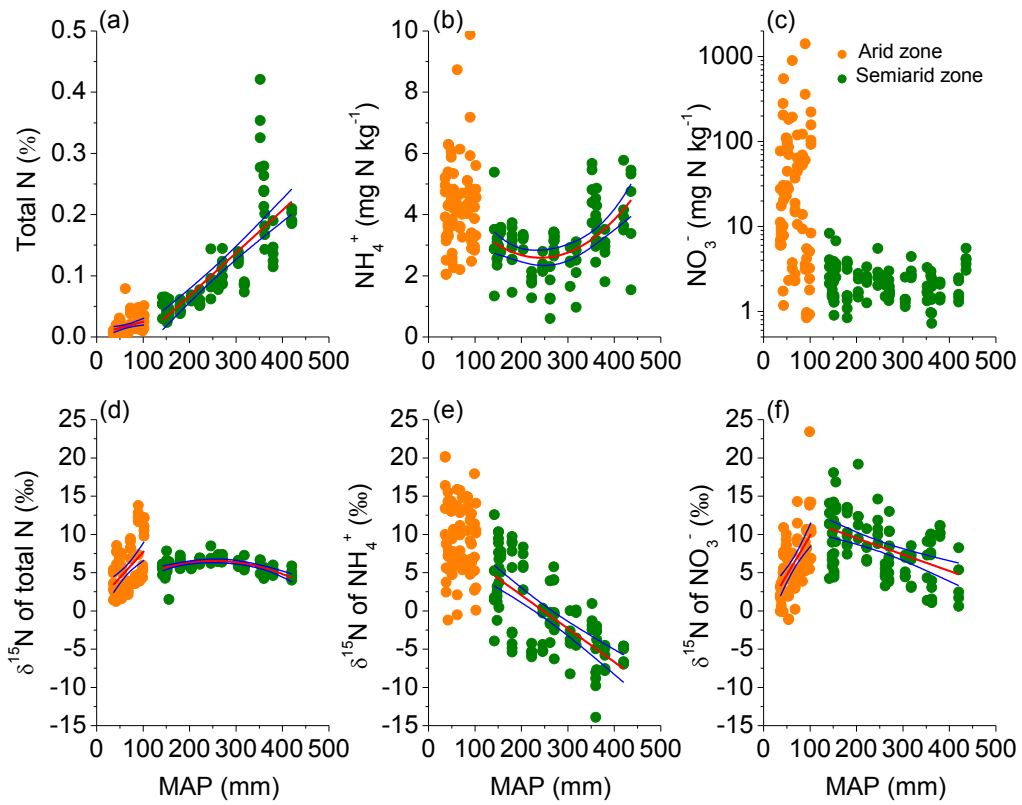 (a)
0.5
0.4
0.3
0.2
0.1
0.0
Total N (%)
0 100 200 300 400 500
(b)
10
8
6
4
2
0
NH₄⁺ (mg N kg⁻¹)
0 100 200 300 400 500
(c)
1000
100
10
1
NO₃⁻ (mg N kg⁻¹)
Arid zone
Semiarid zone
0 100 200 300 400 500
(d)
25
20
15
10
5
0
-5
-10
-15
δ¹⁵N of total N (‰)
0 100 200 300 400 500
MAP (mm)
(e)
25
20
15
10
5
0
-5
-10
-15
δ¹⁵N of NH₄⁺ (‰)
0 100 200 300 400 500
MAP (mm)
(f)
25
20
15
10
5
0
-5
-10
-15
δ¹⁵N of NO₃⁻ (‰)
0 100 200 300 400 500
MAP (mm)